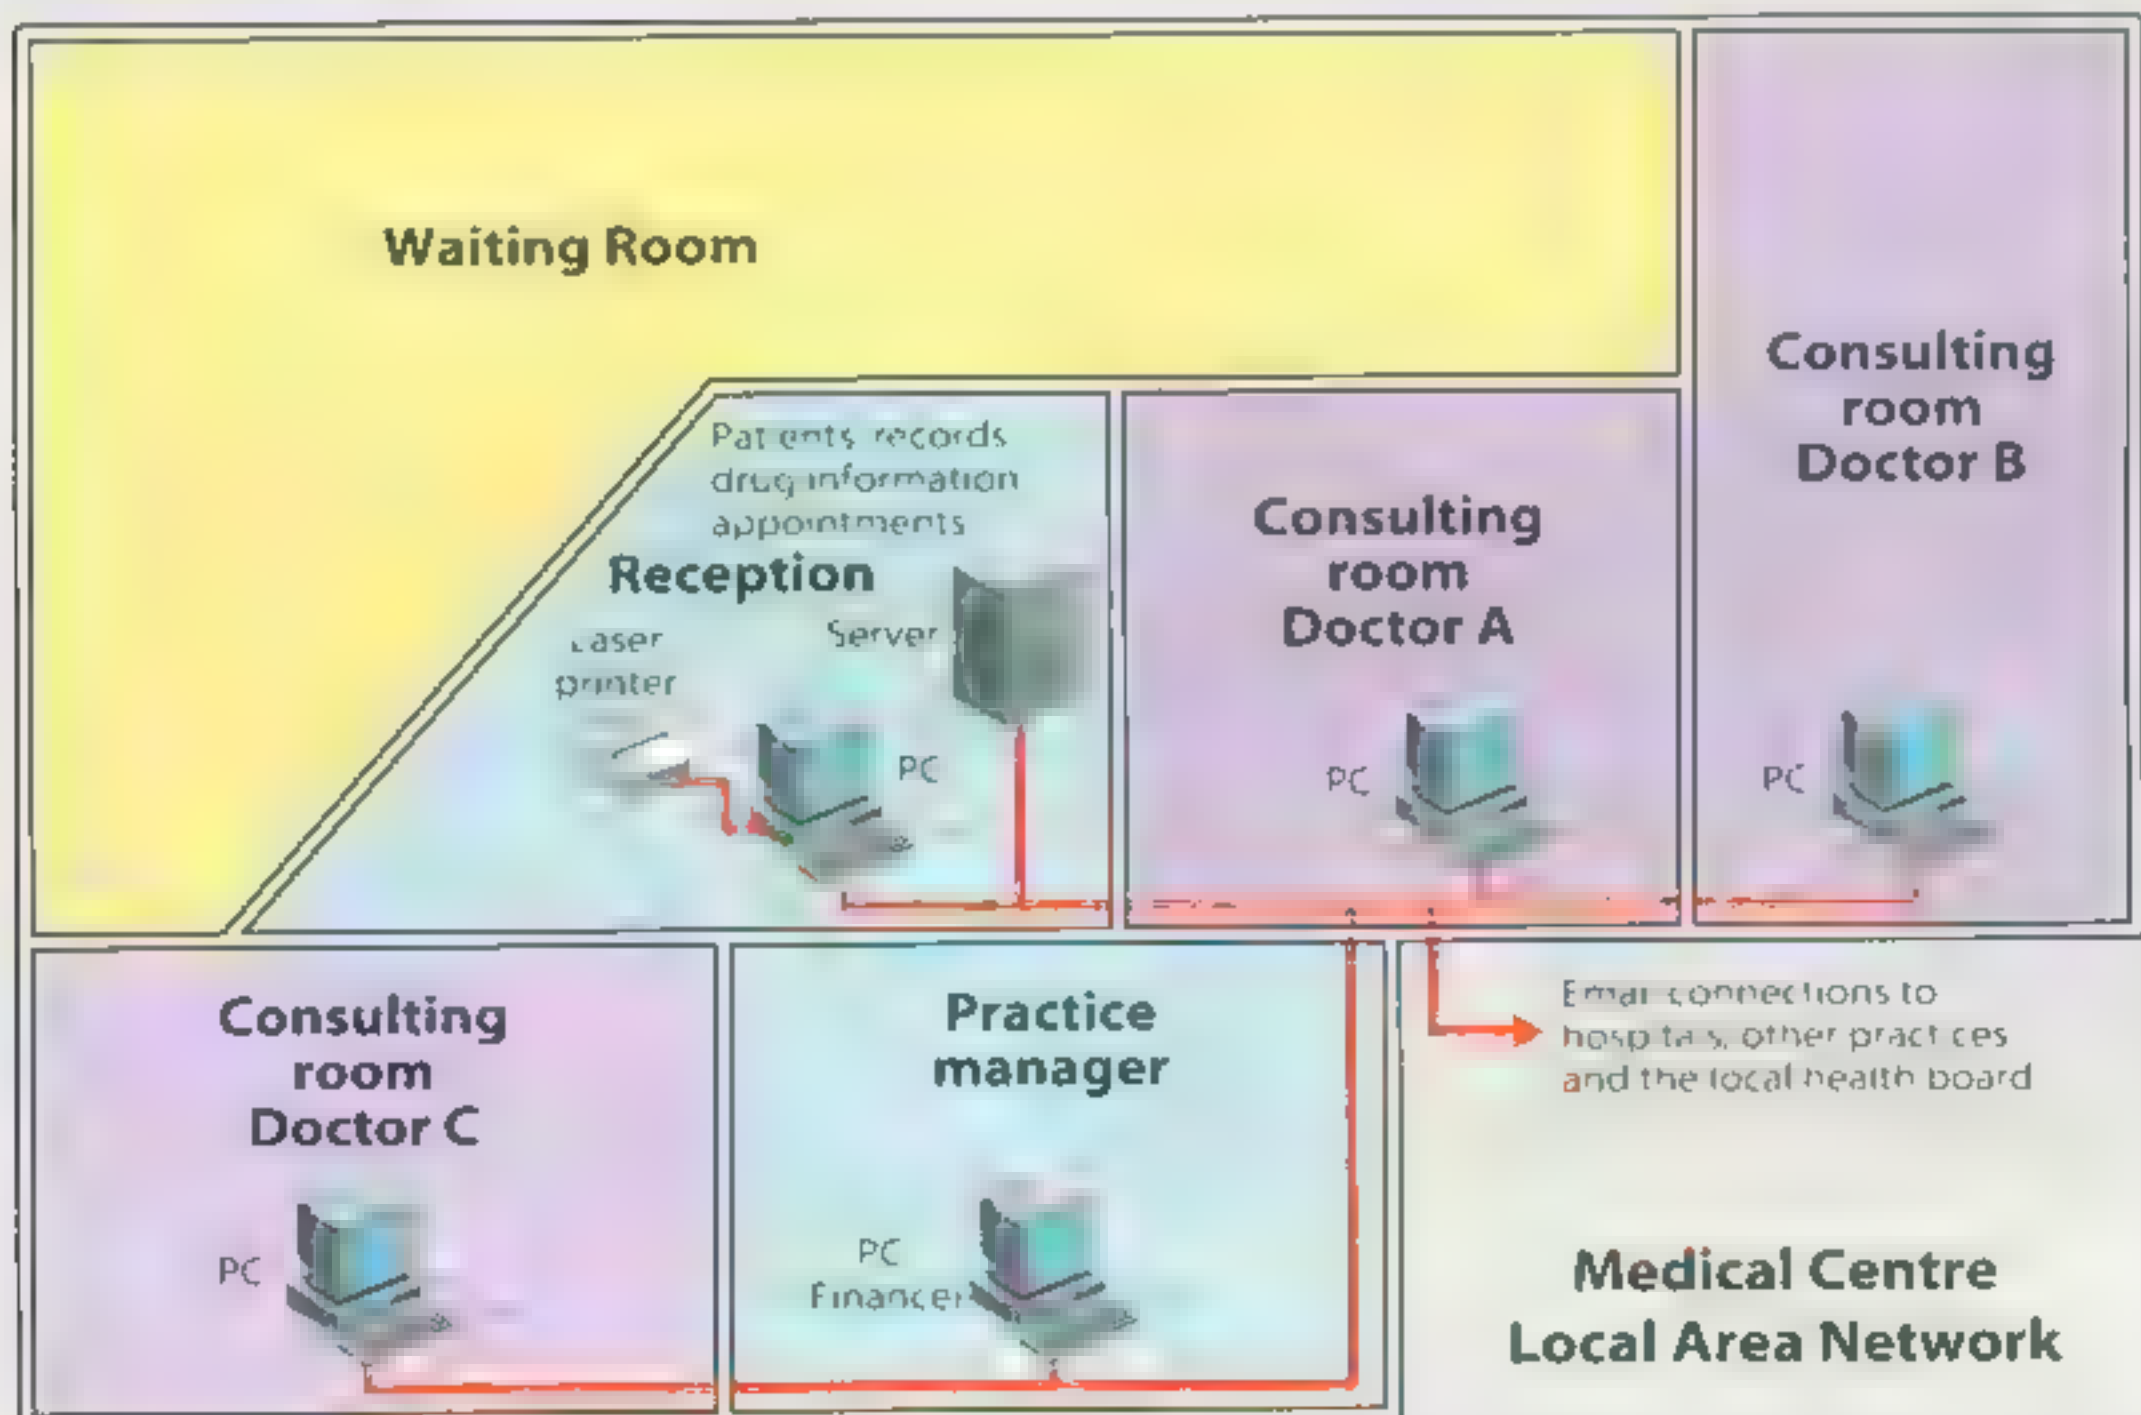 Waiting Room
Patients records
drug information
appointments
Reception
Laser
printer
Server
PC
Consulting
room
Doctor A
PC
Consulting
room
Doctor B
PC
Consulting
room
Doctor C
PC
Practice
manager
PC
Finance
Email connections to
hospitals, other practices
and the local health board
Medical Centre
Local Area Network